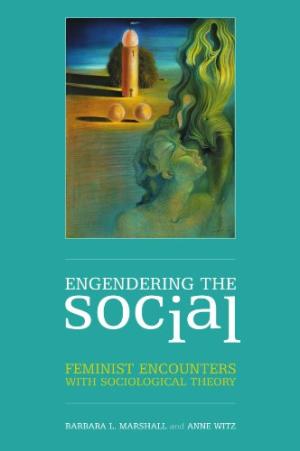 ENGENDERING THE
social
FEMINIST ENCOUNTERS
WITH SOCIOLOGICAL THEORY
BARBARA L. MARSHALL and ANNE WITZ